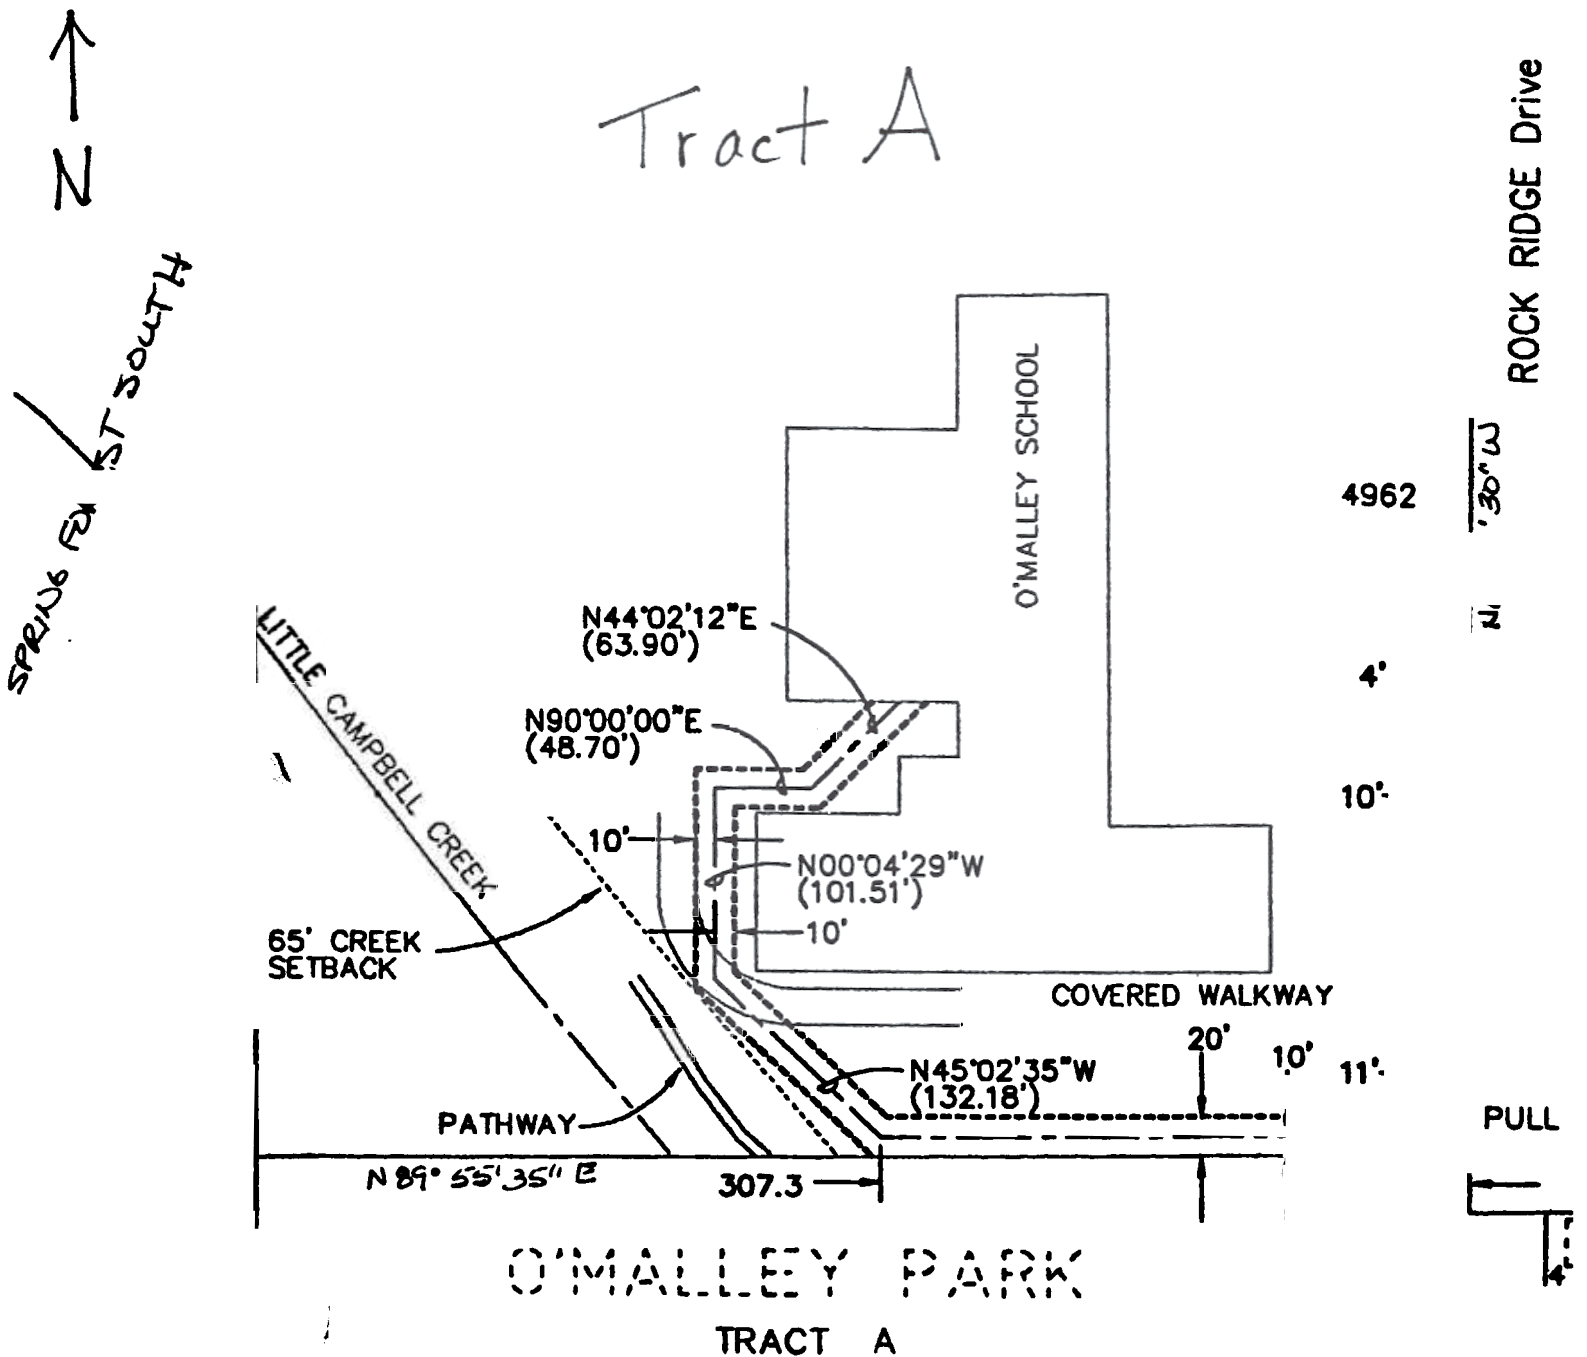 N
Tract A
ROCK RIDGE Drive
ST SOUTH
SPRING
O'MALLEY SCHOOL
4962
'30" W
N
4'
10'
N44°02'12"E
(63.90')
LITTLE CAMPBELL CREEK
N90°00'00"E
(48.70')
10'
N00°04'29"W
(101.51')
10'
65' CREEK
SETBACK
COVERED WALKWAY
20'
10'
11'
N45°02'35"W
(132.18')
PATHWAY
PULL
N 89° 55' 35" E
307.3
4'
O'MALLEY PARK
TRACT A